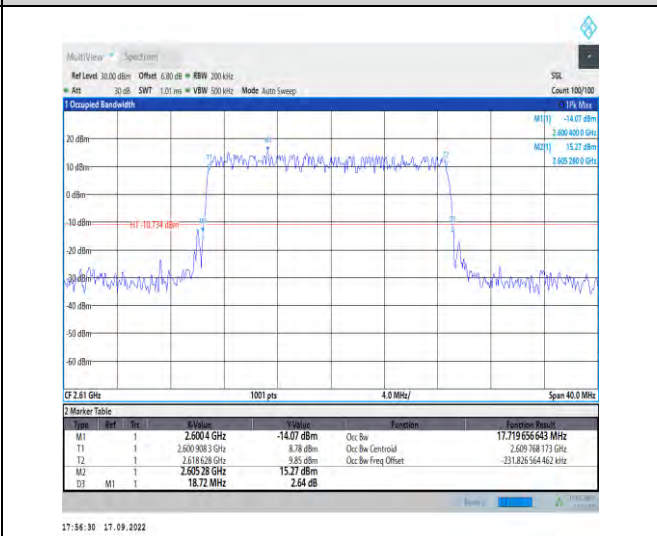 MultiView Spectrum
Ref Level 30.00 dBm Offset 6.80 dB RBW 200 kHz SGL
Att 30 dB SWT 1.01 ms VBW 500 kHz Mode Auto Sweep Count 100/100
1 Occupied Bandwidth 1Pk Max
M1[1] -14.07 dBm
2.600 400 0 GHz
20 dBm
M2[1] 15.27 dBm
2.605 280 0 GHz
10 dBm
0 dBm
-10 dBm
H1 -10.734 dBm
-20 dBm
-30 dBm
-40 dBm
-50 dBm
-60 dBm
CF 2.61 GHz 1001 pts 4.0 MHz/ Span 40.0 MHz
2 Marker Table
Type Ref Trc X-Value Y-Value Function Function Result
M1 1 2.6004 GHz -14.07 dBm Occ Bw 17.719 656 643 MHz
T1 1 2.600 908 3 GHz 8.78 dBm Occ Bw Centroid 2.609 768 173 GHz
T2 1 2.618 628 GHz 9.85 dBm Occ Bw Freq Offset -231.826 564 462 kHz
M2 1 2.605 28 GHz 15.27 dBm
D3 M1 1 18.72 MHz 2.64 dB
17:56:30 17.09.2022